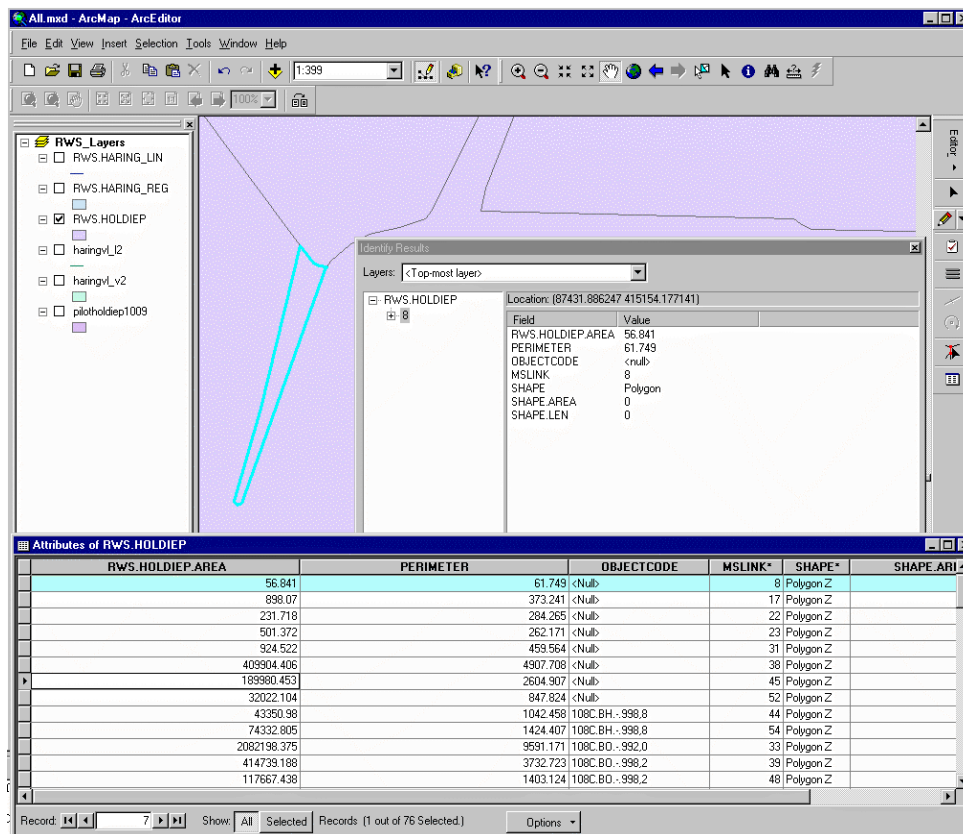 All.mxd - ArcMap - ArcEditor
File Edit View Insert Selection Tools Window Help
1:399
100%
RWS_Layers
RWS.HARING_LIN
RWS.HARING_REG
RWS.HOLDIEP
haringvl_l2
haringvl_v2
pilotholdiep1009
Editor
Identify Results
Layers: <Top-most layer>
RWS.HOLDIEP
8
Location: (87431.886247 415154.177141)
Field Value
RWS.HOLDIEP.AREA 56.841
PERIMETER 61.749
OBJECTCODE <null>
MSLINK 8
SHAPE Polygon
SHAPE.AREA 0
SHAPE.LEN 0
Attributes of RWS.HOLDIEP
RWS.HOLDIEP.AREA PERIMETER OBJECTCODE MSLINK* SHAPE* SHAPE.ARI
56.841 61.749 <Null> 8 Polygon Z
898.07 373.241 <Null> 17 Polygon Z
231.718 284.265 <Null> 22 Polygon Z
501.372 262.171 <Null> 23 Polygon Z
924.522 459.564 <Null> 31 Polygon Z
409904.406 4907.708 <Null> 38 Polygon Z
189980.453 2604.907 <Null> 45 Polygon Z
32022.104 847.824 <Null> 52 Polygon Z
43350.98 1042.458 108C.BH.-.998,8 44 Polygon Z
74332.805 1424.407 108C.BH.-.998,8 54 Polygon Z
2082198.375 9591.171 108C.BO.-.992,0 33 Polygon Z
414739.188 3732.723 108C.BO.-.998,2 39 Polygon Z
117667.438 1403.124 108C.BO.-.998,2 48 Polygon Z
Record: 7 Show: All Selected Records (1 out of 76 Selected.) Options